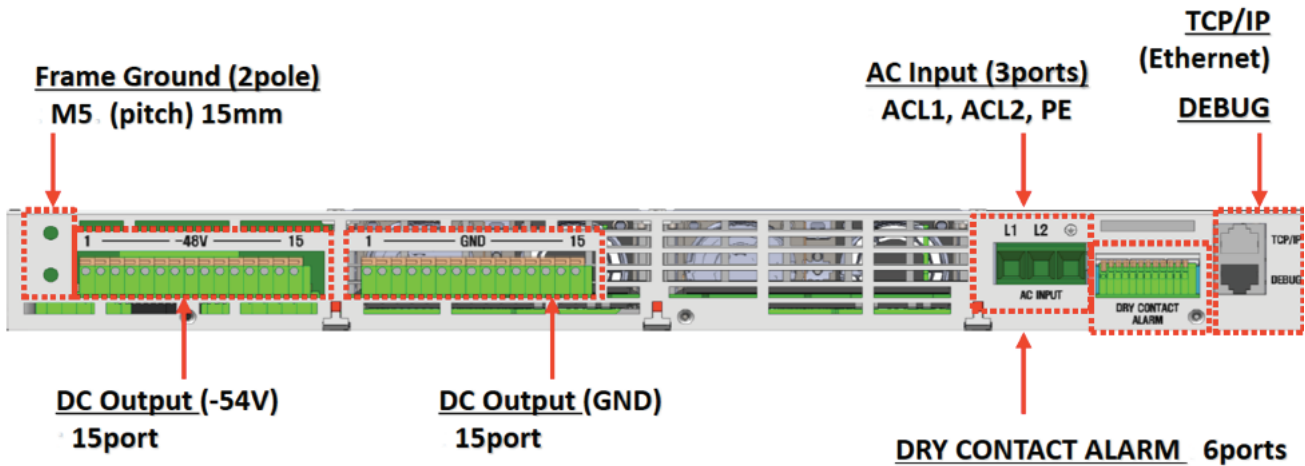 TCP/IP
(Ethernet)
DEBUG
Frame Ground (2pole)
M5 (pitch) 15mm
AC Input (3ports)
ACL1, ACL2, PE
1 -48V 15
1 GND 15
L1 L2
AC INPUT
DRY CONTACT
ALARM
TCP/IP
DEBUG
DC Output (-54V)
15port
DC Output (GND)
15port
DRY CONTACT ALARM 6ports